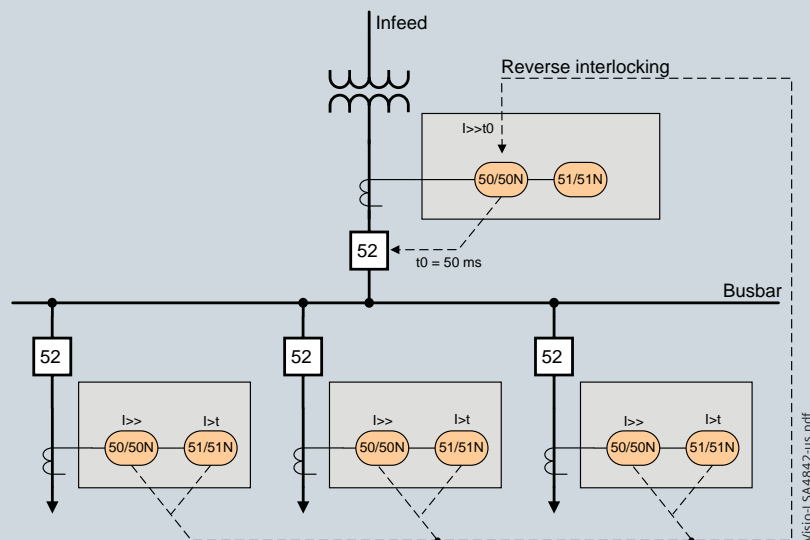 Infeed
Reverse interlocking
I>>t0
50/50N
51/51N
52
t0 = 50 ms
Busbar
52
52
52
I>>
I>t
I>>
I>t
I>>
I>t
50/50N
51/51N
50/50N
51/51N
50/50N
51/51N
Visio-LSA4842-us.pdf